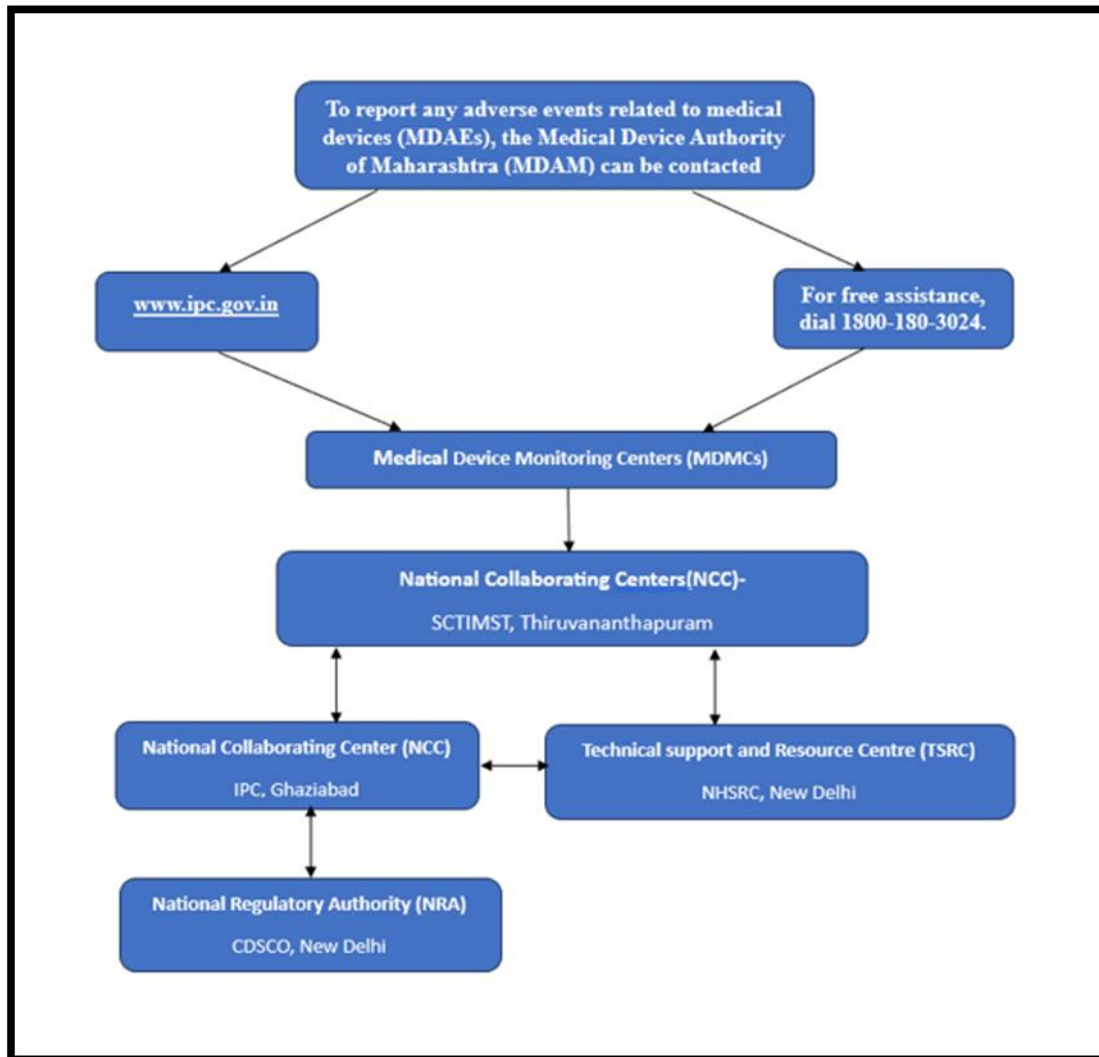 To report any adverse events related to medical
devices (MDAEs), the Medical Device Authority
of Maharashtra (MDAM) can be contacted
www.ipc.gov.in
For free assistance,
dial 1800-180-3024.
Medical Device Monitoring Centers (MDMCs)
National Collaborating Centers(NCC)-
SCTIMST, Thiruvananthapuram
National Collaborating Center (NCC)
IPC, Ghaziabad
Technical support and Resource Centre (TSRC)
NHSRC, New Delhi
National Regulatory Authority (NRA)
CDSCO, New Delhi